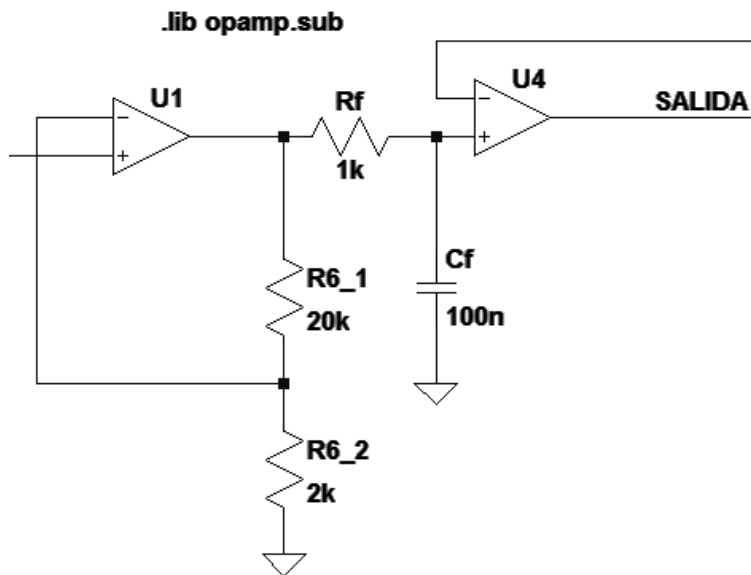 .lib opamp.sub
U1
Rf
1k
U4
SALIDA
R6_1
20k
Cf
100n
R6_2
2k